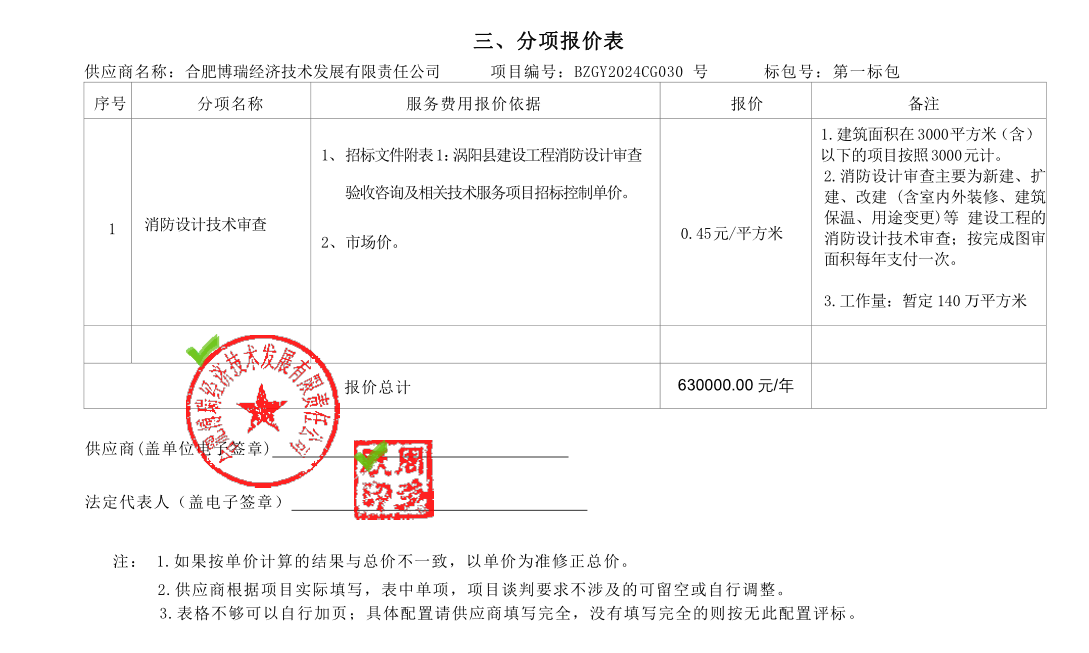 三、分项报价表
供应商名称：合肥博瑞经济技术发展有限责任公司 项目编号：BZGY2024CG030 号 标包号：第一标包
序号 分项名称 服务费用报价依据 报价 备注
1
消防设计技术审查
1、招标文件附表1：涡阳县建设工程消防设计审查
验收咨询及相关技术服务项目招标控制单价。
2、市场价。
0.45元/平方米
1.建筑面积在3000平方米（含）
以下的项目按照3000元计。
2.消防设计审查主要为新建、扩
建、改建（含室内外装修、建筑
保温、用途变更)等 建设工程的
消防设计技术审查；按完成图审
面积每年支付一次。
3.工作量：暂定140万平方米
报价总计 630000.00 元/年
合肥博瑞经济技术发展有限责任公司
供应商(盖单位电子签章)
法定代表人（盖电子签章）
注： 1.如果按单价计算的结果与总价不一致，以单价为准修正总价。
2.供应商根据项目实际填写，表中单项，项目谈判要求不涉及的可留空或自行调整。
3.表格不够可以自行加页；具体配置请供应商填写完全，没有填写完全的则按无此配置评标。